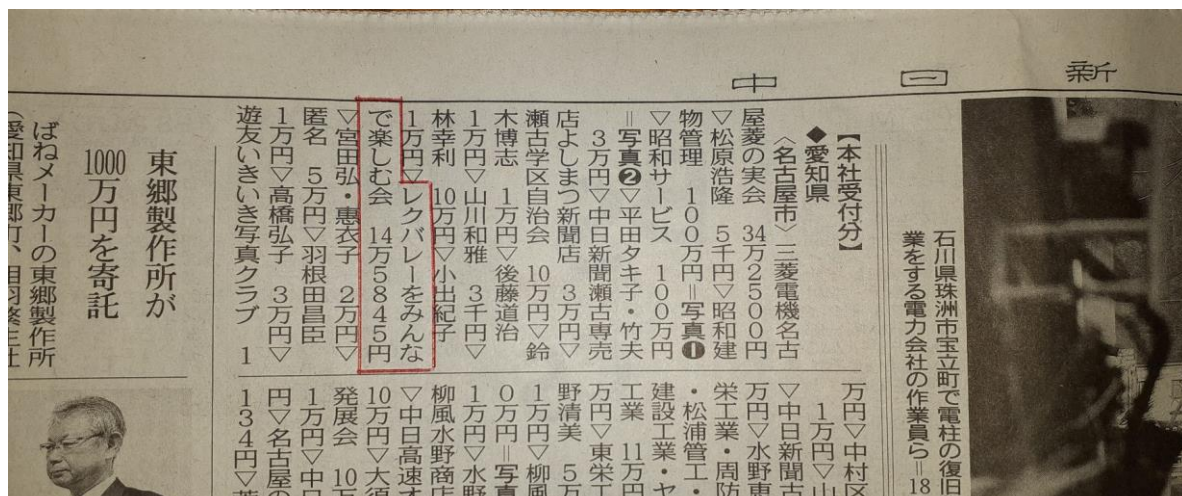 中日新
石川県珠洲市宝立町で電柱の復旧
業をする電力会社の作業員ら=18
【本社受付分】
◆愛知県
〈名古屋市〉三菱電機名古
屋菱の実会 34万2500円
▽松原浩隆 5千円▽昭和建
物管理 100万円=写真❶
▽昭和サービス 100万円
=写真❷▽平田タキ子・竹夫
3万円▽中日新聞瀬古専売
店よしまつ新聞店 3万円▽
瀬古学区自治会 10万円▽鈴
木博志 1万円▽後藤道治
1万円▽山川和雅 3千円▽
林幸利 10万円▽小出紀子
1万円▽レクバレーをみんな
で楽しむ会 14万5845円
▽宮田弘・惠衣子 2万円▽
匿名 5万円▽羽根田昌臣
1万円▽高橋弘子 3万円▽
遊友いきいき写真クラブ 1
万円▽中村区
1万円▽山
▽中日新聞古
万円▽水野恵
栄工業・周防
・松浦管工・
建設工業・ヤ
工業 11万円
万円▽東栄工
野清美 5万
1万円▽柳風
0万円=写真
1万円▽水野
柳風水野商店
▽中日高速オ
10万円▽大須
発展会 10万
1万円▽中日
円▽名古屋の
134円▽
東郷製作所が
1000万円を寄託
ばねメーカーの東郷製作所
(愛知県東郷町、相羽繁生社